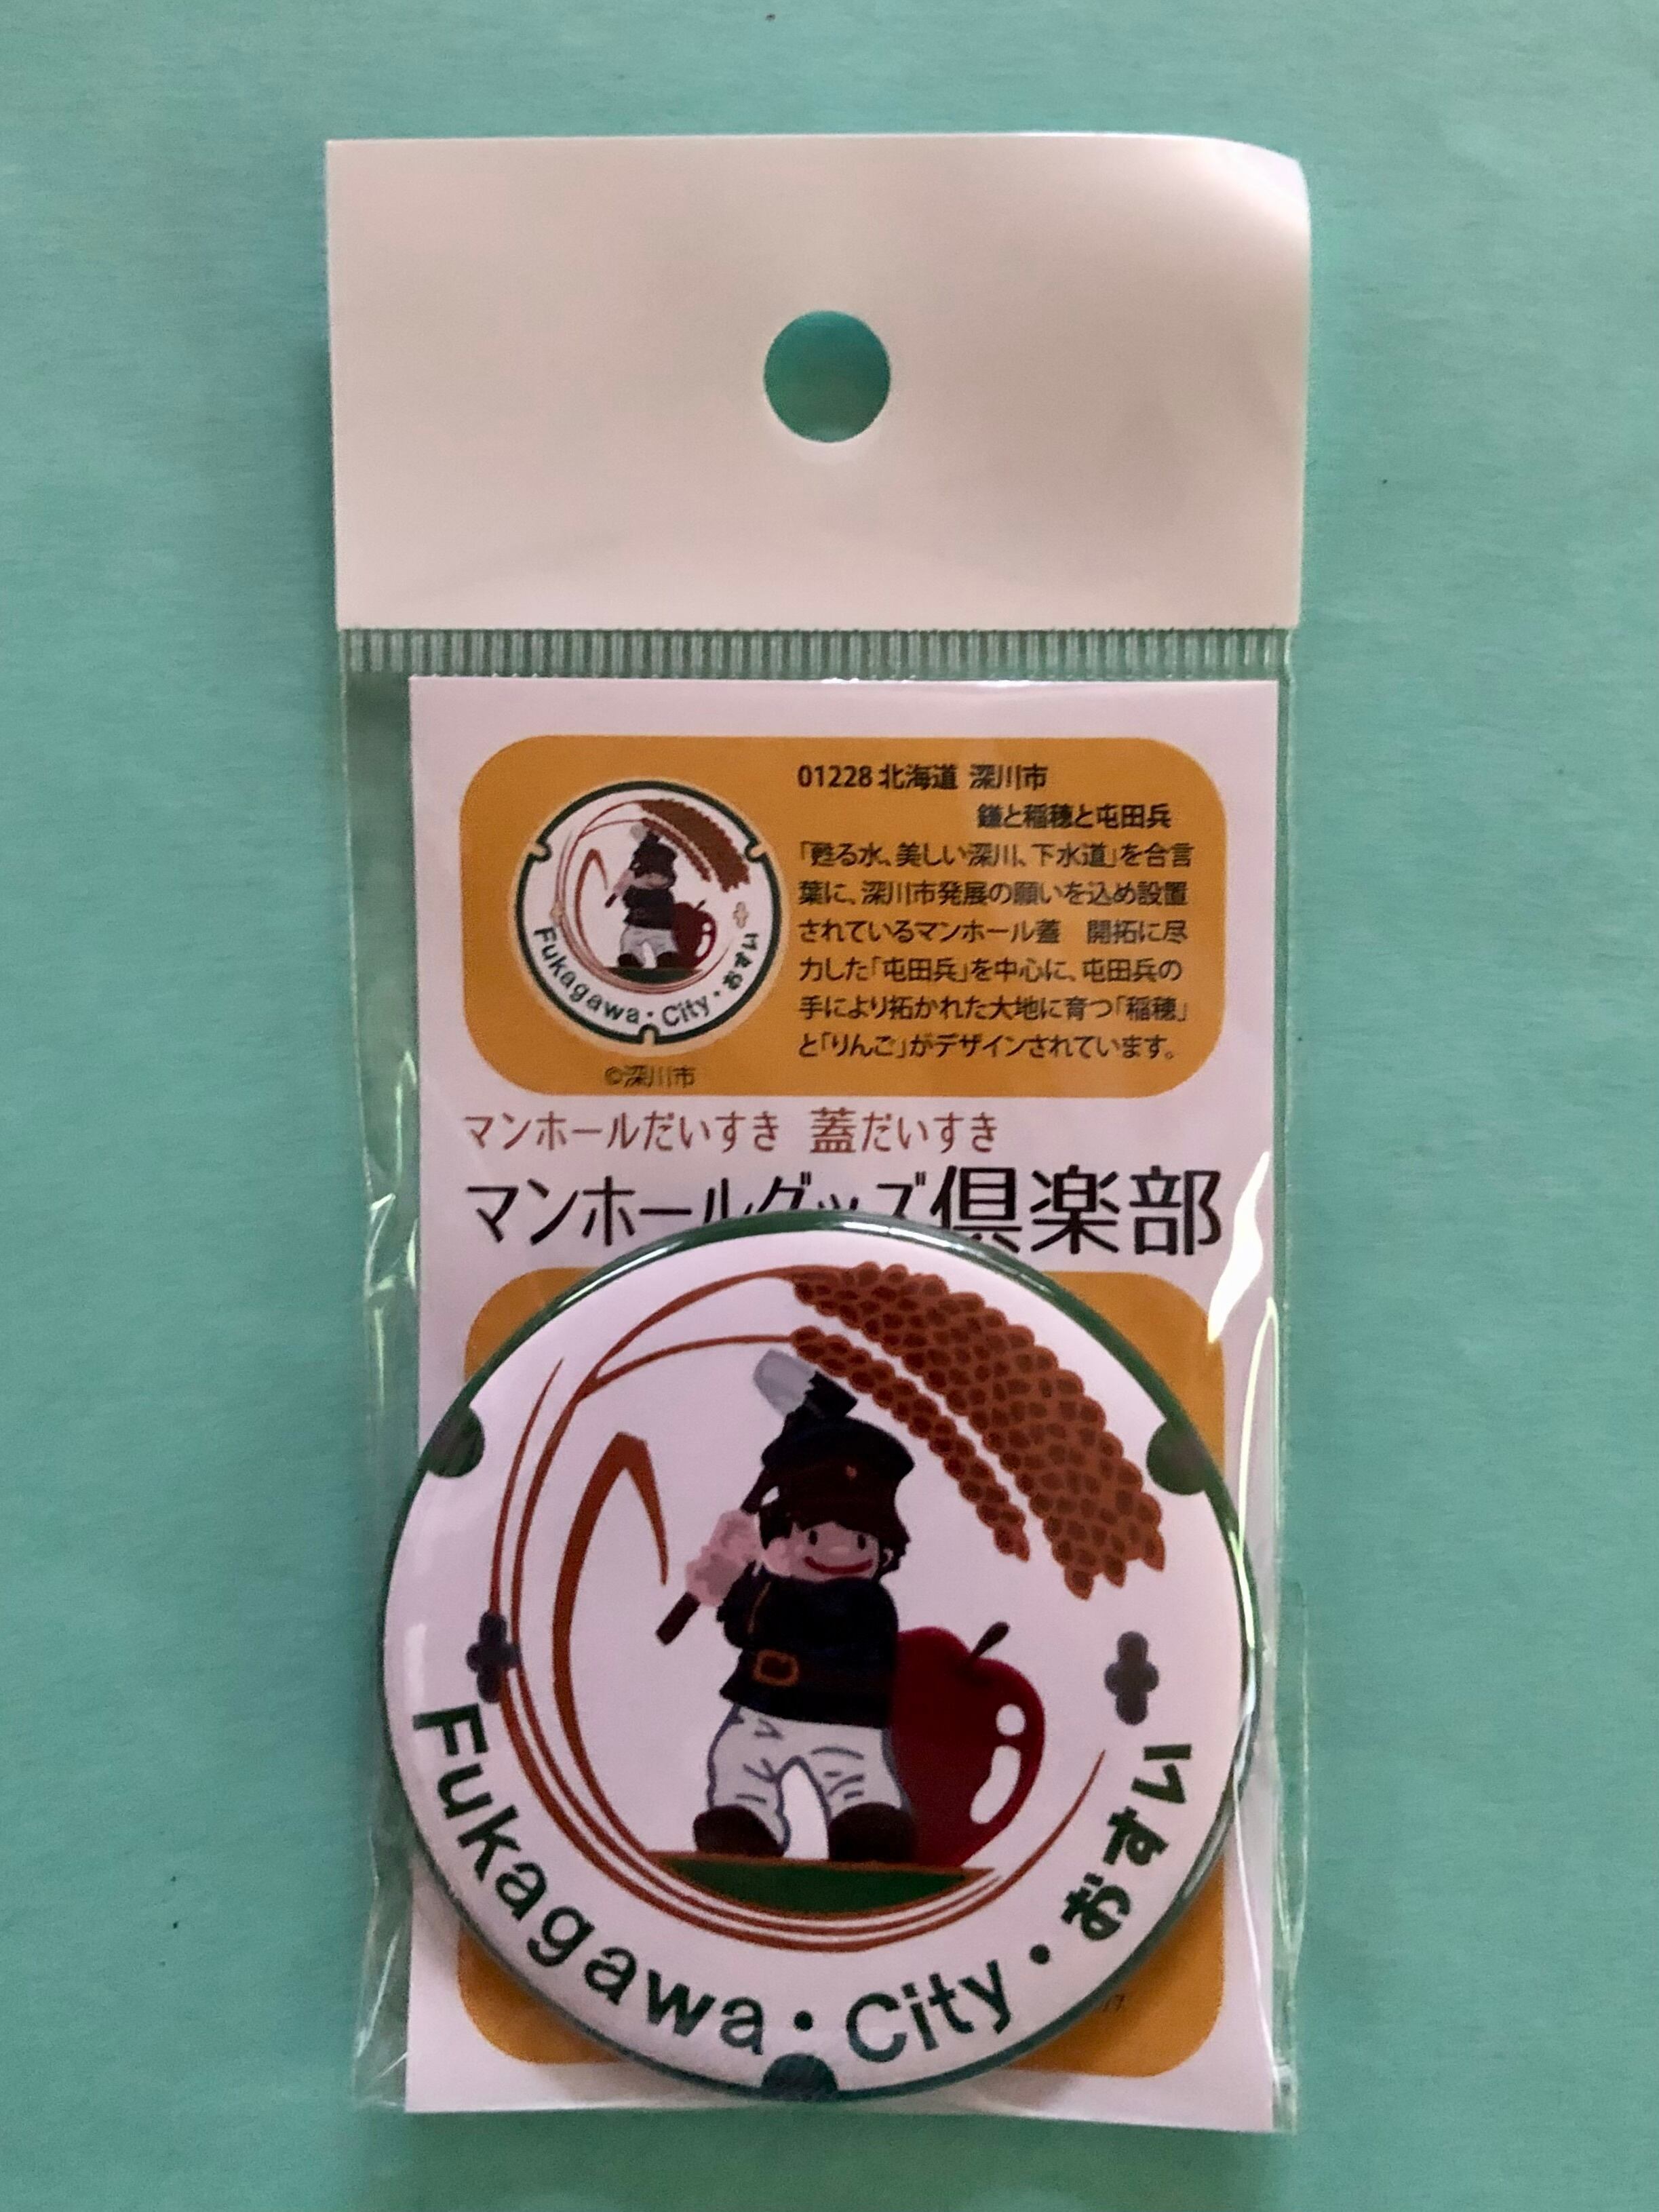 01228 北海道 深川市
鎌と稲穂と屯田兵
「甦る水、美しい深川、下水道」を合言
葉に、深川市発展の願いを込め設置
されているマンホール蓋　開拓に尽
力した「屯田兵」を中心に、屯田兵の
手により拓かれた大地に育つ「稲穂」
と「りんご」がデザインされています。
Fukagawa・City・おすい
©深川市
マンホールだいすき 蓋だいすき
マンホールグッズ倶楽部
Fukagawa・City・おすい